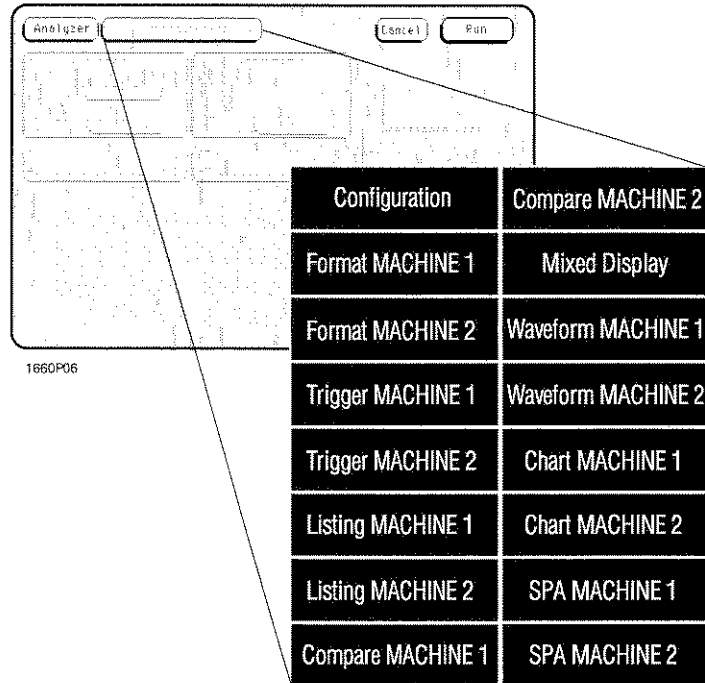 Analyzer Cancel Run
1660P06
Configuration Compare MACHINE 2
Format MACHINE 1 Mixed Display
Format MACHINE 2 Waveform MACHINE 1
Trigger MACHINE 1 Waveform MACHINE 2
Trigger MACHINE 2 Chart MACHINE 1
Listing MACHINE 1 Chart MACHINE 2
Listing MACHINE 2 SPA MACHINE 1
Compare MACHINE 1 SPA MACHINE 2